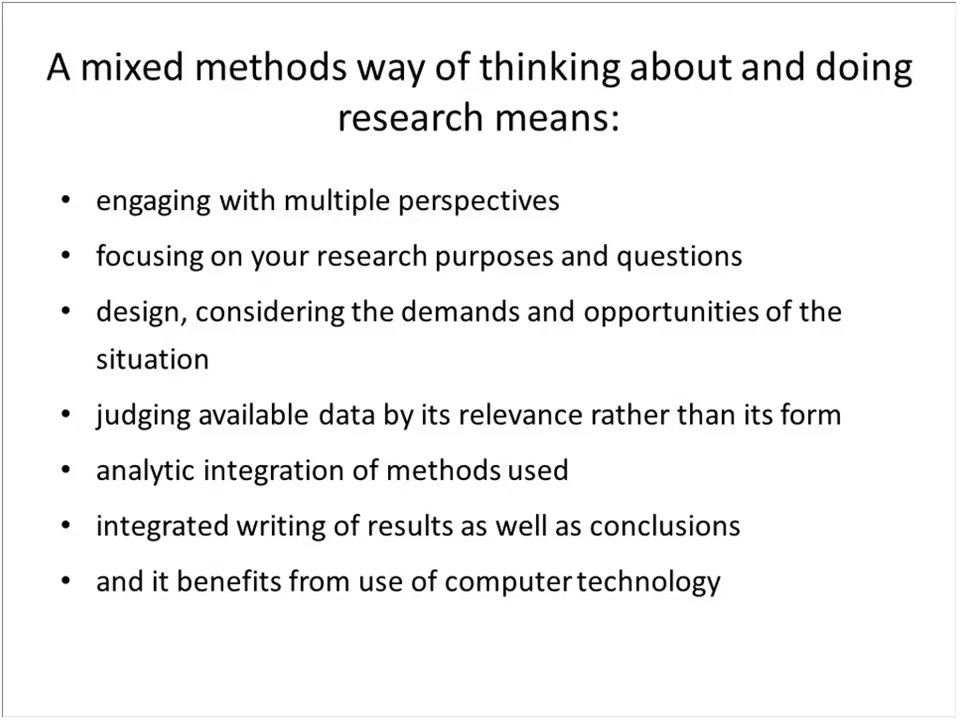 A mixed methods way of thinking about and doing
research means:
• engaging with multiple perspectives
• focusing on your research purposes and questions
• design, considering the demands and opportunities of the
situation
• judging available data by its relevance rather than its form
• analytic integration of methods used
• integrated writing of results as well as conclusions
• and it benefits from use of computer technology